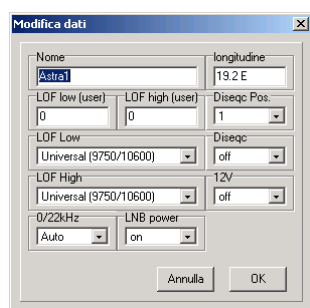 Modifica dati
Nome longitudine
Astra1 19.2 E
LOF low (user) LOF high (user) Diseqc Pos.
0 0 1
LOF Low Diseqc
Universal (9750/10600) off
LOF High 12V
Universal (9750/10600) off
0/22kHz LNB power
Auto on
Annulla OK